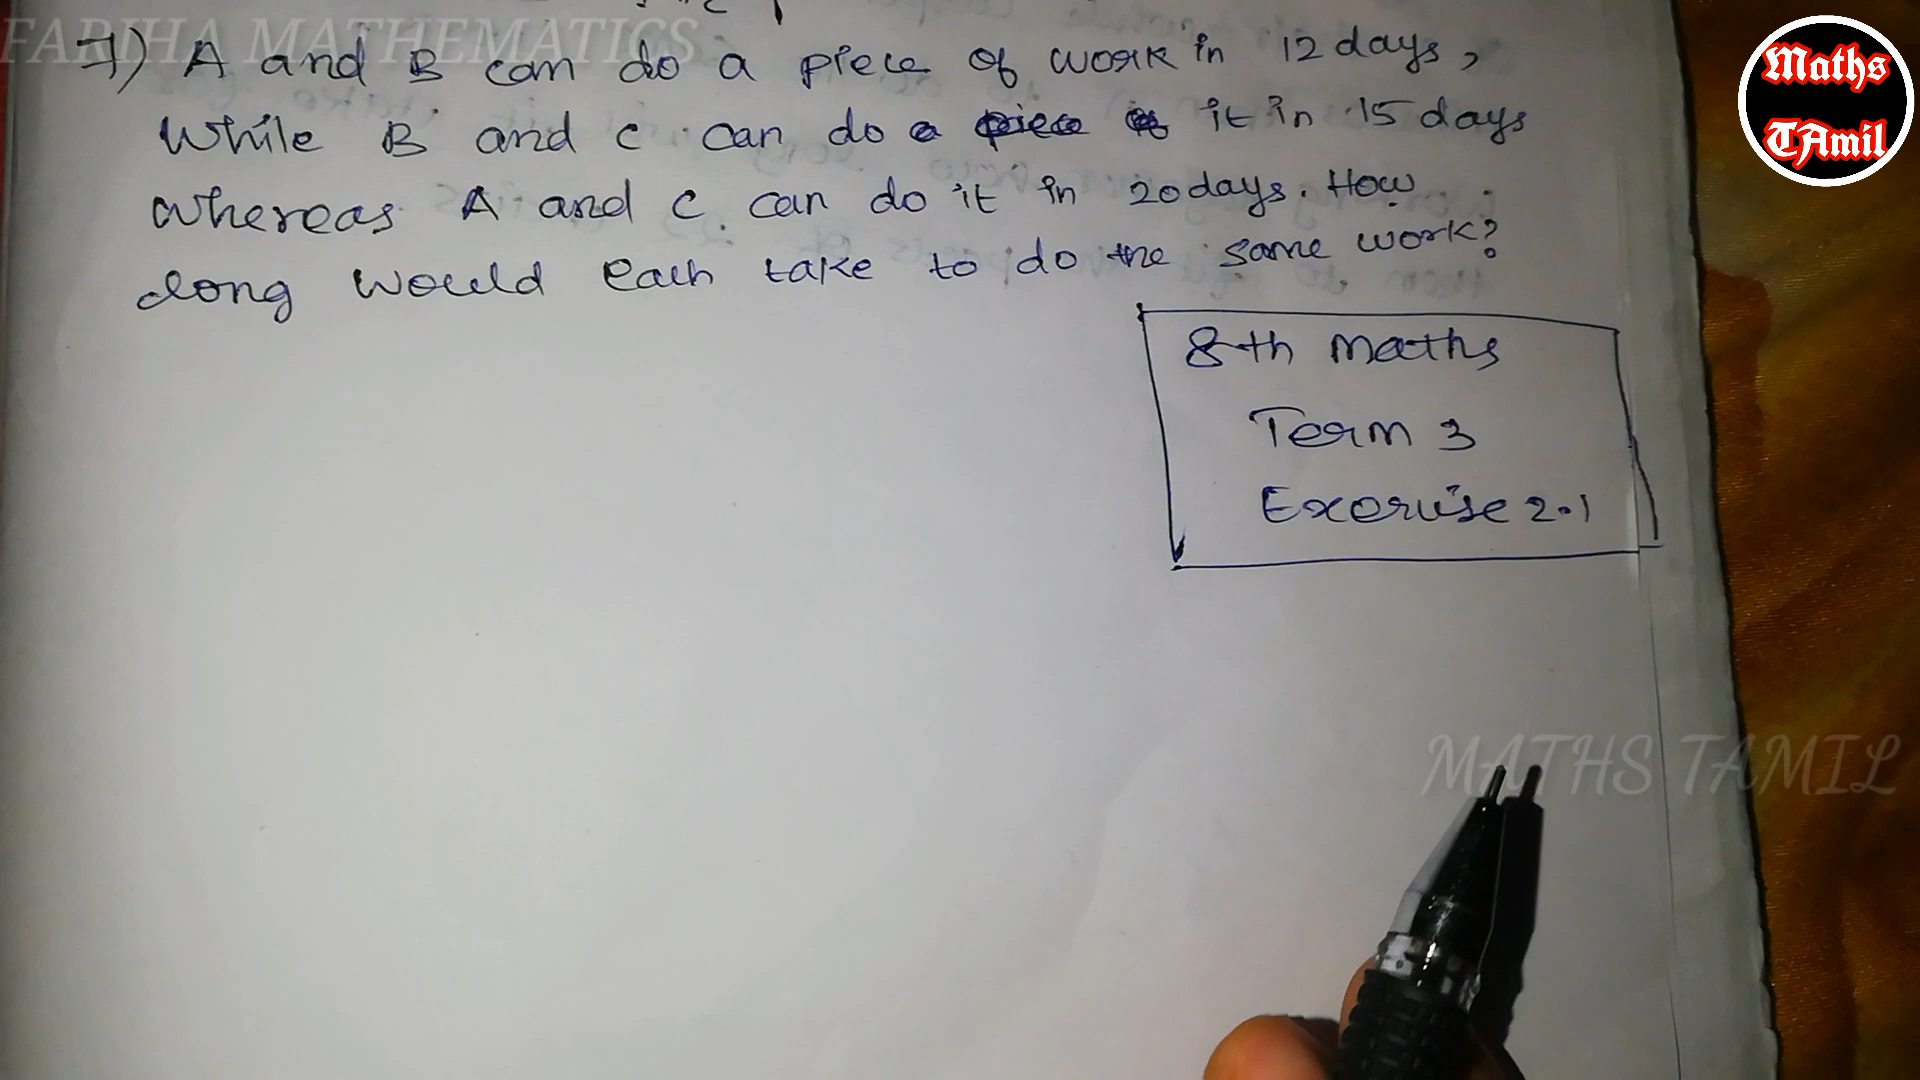 FARIHA MATHEMATICS
7) A and B can do a piece of work in 12 days,
While B and C can do a piece of it in 15 days
whereas A and C can do it in 20 days. How
long would each take to do the same work?
8th maths
Term 3
Exercise 2.1
Maths
TAmil
MATHS TAMIL